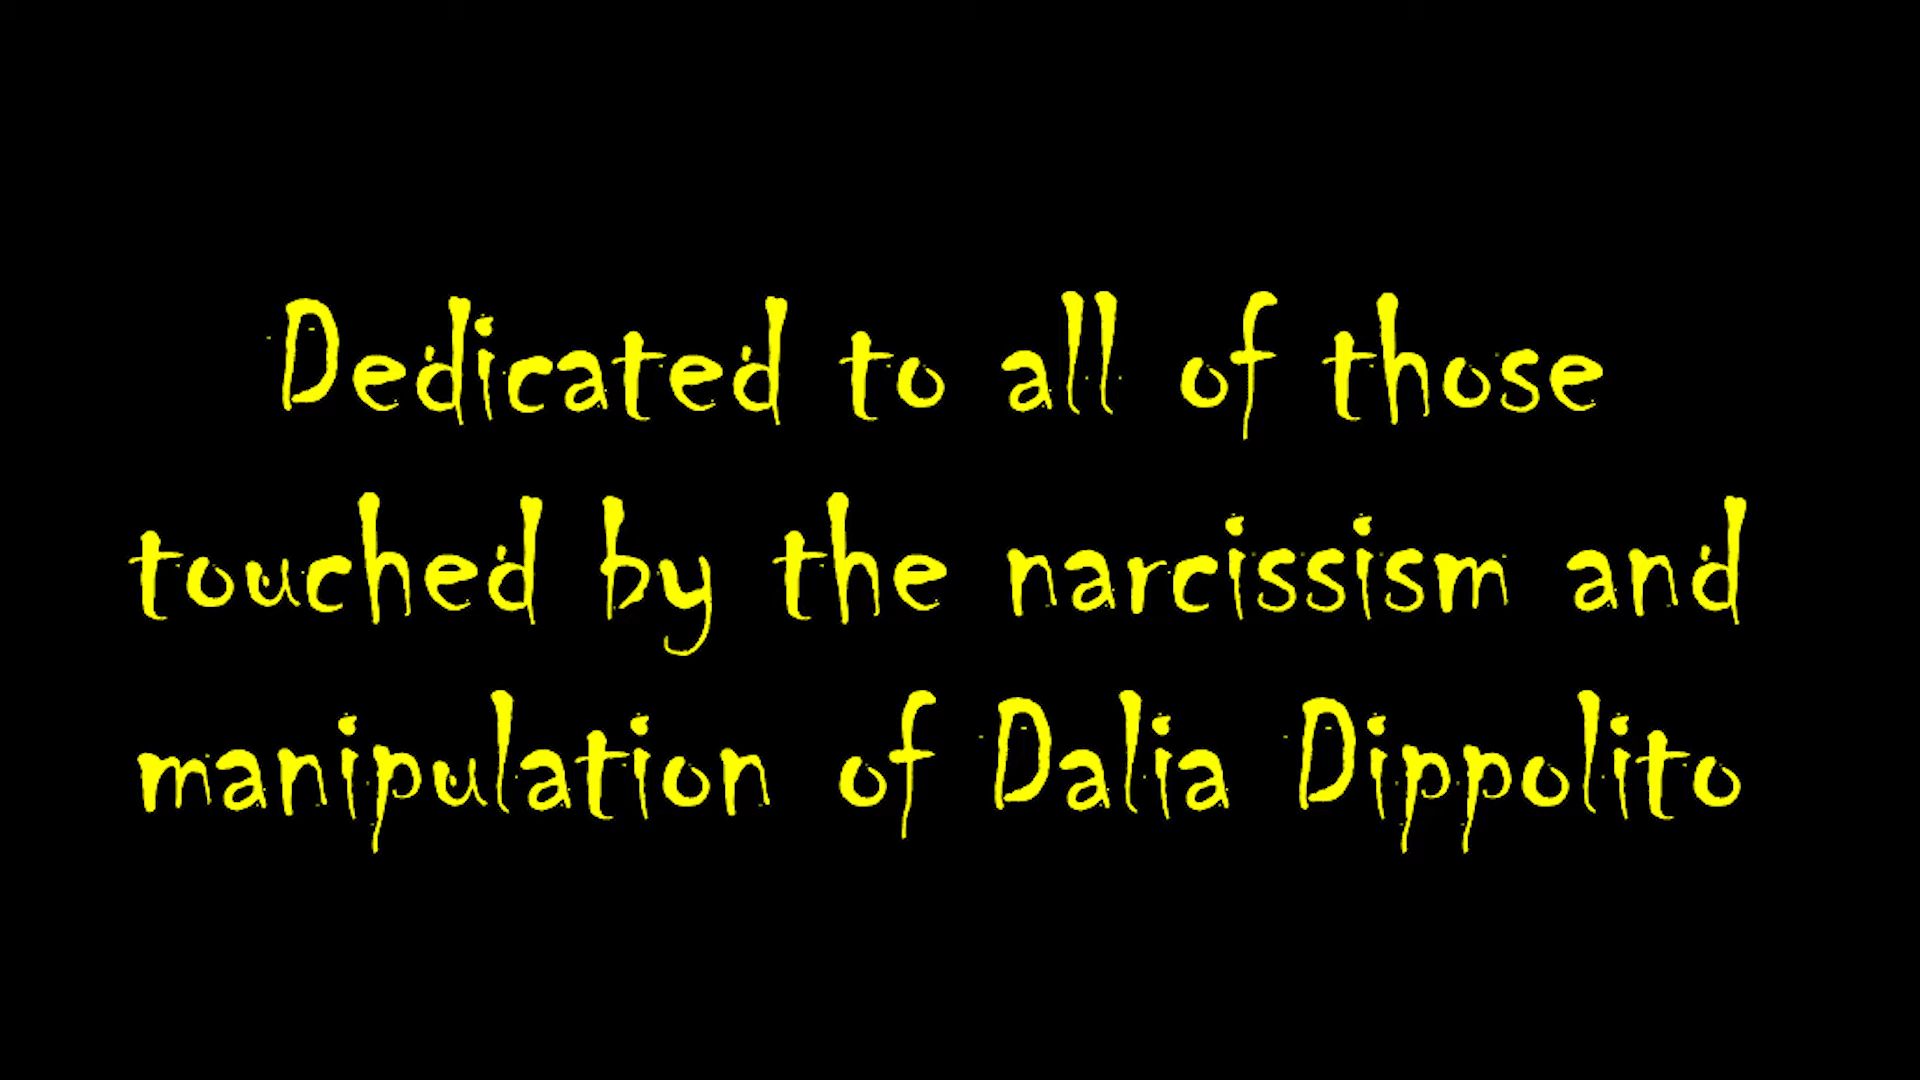 Dedicated to all of those
touched by the narcissism and
manipulation of Dalia Dippolito